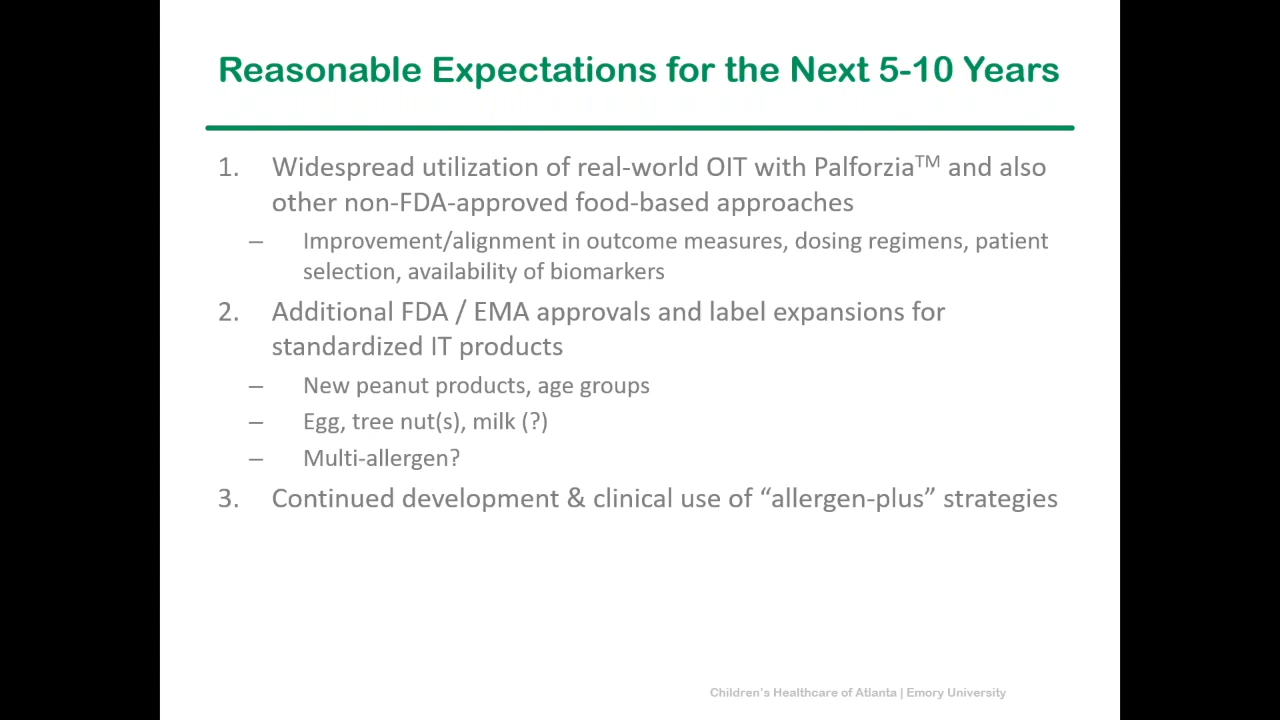 Reasonable Expectations for the Next 5-10 Years
1. Widespread utilization of real-world OIT with Palforzia™ and also
other non-FDA-approved food-based approaches
– Improvement/alignment in outcome measures, dosing regimens, patient
selection, availability of biomarkers
2. Additional FDA / EMA approvals and label expansions for
standardized IT products
– New peanut products, age groups
– Egg, tree nut(s), milk (?)
– Multi-allergen?
3. Continued development & clinical use of “allergen-plus” strategies
Children’s Healthcare of Atlanta | Emory University